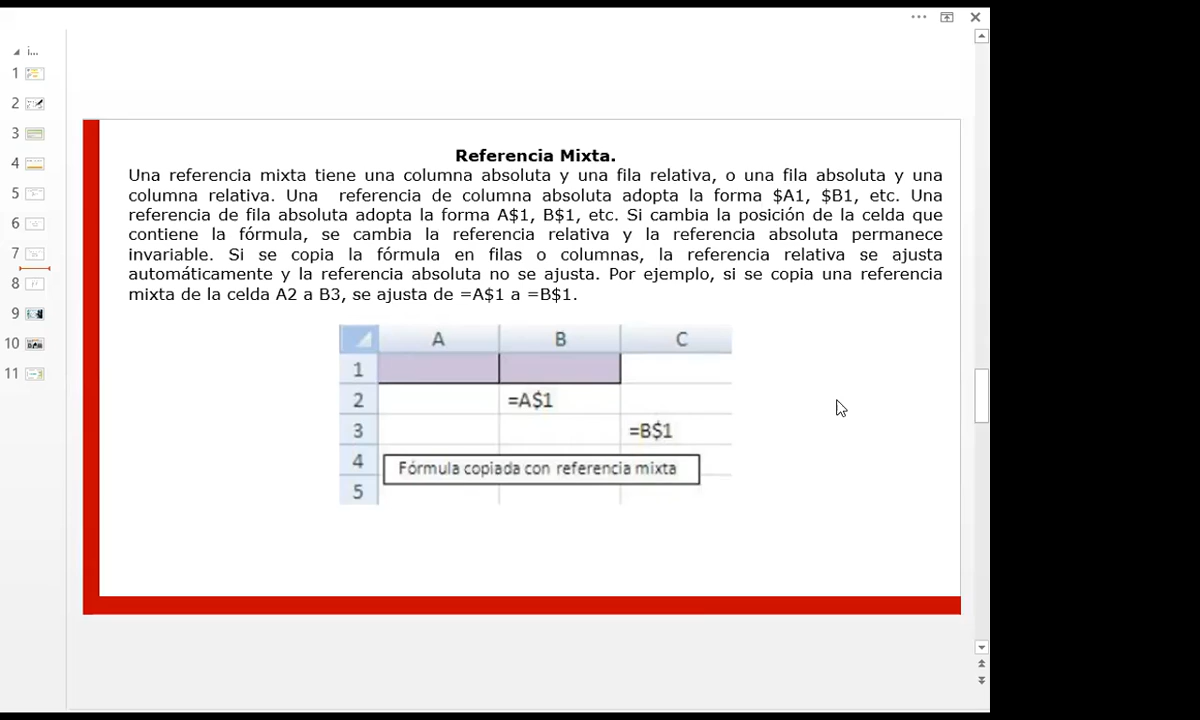 i...
1
2
3
4
5
6
7
8
9
10
11
Referencia Mixta.
Una referencia mixta tiene una columna absoluta y una fila relativa, o una fila absoluta y una
columna relativa. Una referencia de columna absoluta adopta la forma $A1, $B1, etc. Una
referencia de fila absoluta adopta la forma A$1, B$1, etc. Si cambia la posición de la celda que
contiene la fórmula, se cambia la referencia relativa y la referencia absoluta permanece
invariable. Si se copia la fórmula en filas o columnas, la referencia relativa se ajusta
automáticamente y la referencia absoluta no se ajusta. Por ejemplo, si se copia una referencia
mixta de la celda A2 a B3, se ajusta de =A$1 a =B$1.
A B C
1
2 =A$1
3 =B$1
4 Fórmula copiada con referencia mixta
5